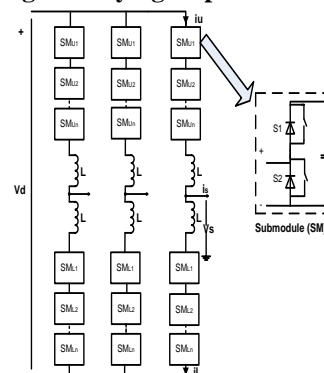 iu
+
SMU1 SMU1 SMU1
SMU2 SMU2 SMU2
SMUn SMUn SMUn
S1
+
S2
Submodule (SM)
L L L
Vd
is
L L L
Vs
SML1 SML1 SML1
SML2 SML2 SML2
SMLn SMLn SMLn